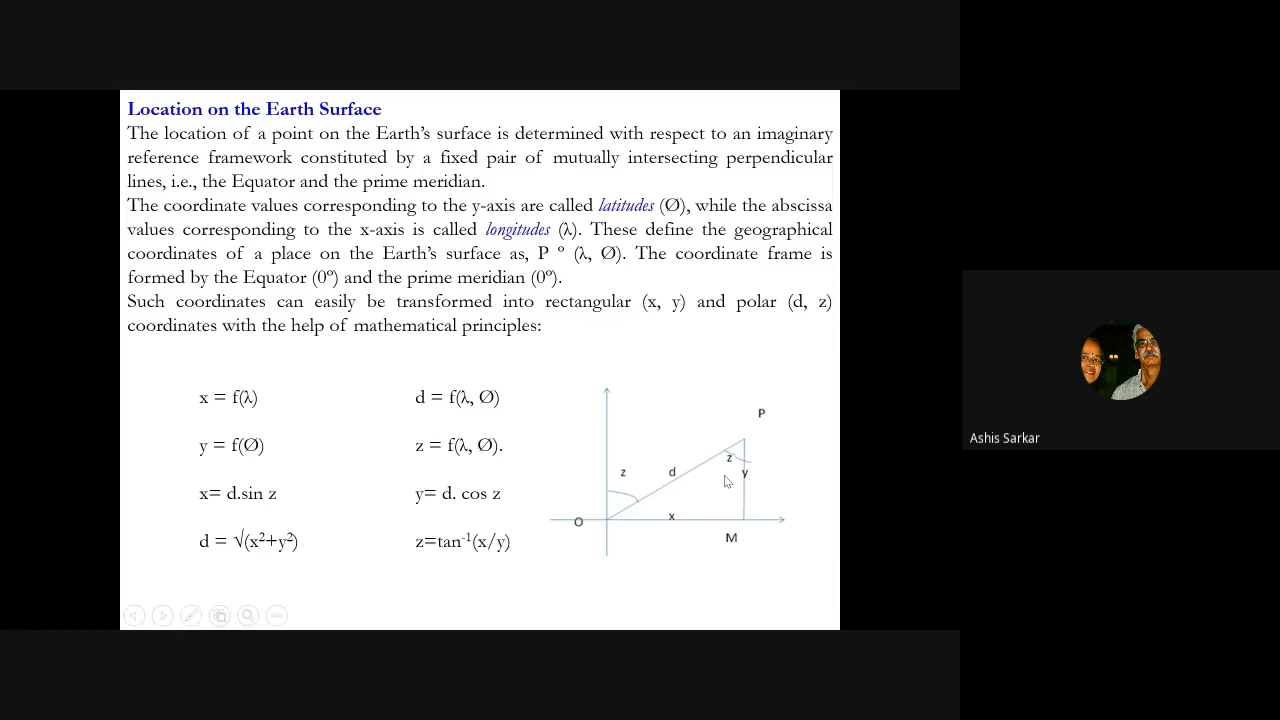 Location on the Earth Surface
The location of a point on the Earth’s surface is determined with respect to an imaginary
reference framework constituted by a fixed pair of mutually intersecting perpendicular
lines, i.e., the Equator and the prime meridian.
The coordinate values corresponding to the y-axis are called latitudes (Ø), while the abscissa
values corresponding to the x-axis is called longitudes (λ). These define the geographical
coordinates of a place on the Earth’s surface as, P º (λ, Ø). The coordinate frame is
formed by the Equator (0º) and the prime meridian (0º).
Such coordinates can easily be transformed into rectangular (x, y) and polar (d, z)
coordinates with the help of mathematical principles:
x = f(λ)
d = f(λ, Ø)
y = f(Ø)
z = f(λ, Ø).
x= d.sin z
y= d. cos z
d = √(x²+y²)
z=tan⁻¹(x/y)
P
z
z
d
y
O
x
M
Ashis Sarkar